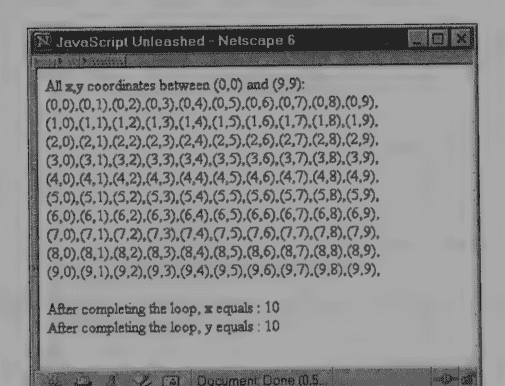 JavaScript Unleashed - Netscape 6
All x,y coordinates between (0,0) and (9,9):
(0,0),(0,1),(0,2),(0,3),(0,4),(0,5),(0,6),(0,7),(0,8),(0,9),
(1,0),(1,1),(1,2),(1,3),(1,4),(1,5),(1,6),(1,7),(1,8),(1,9),
(2,0),(2,1),(2,2),(2,3),(2,4),(2,5),(2,6),(2,7),(2,8),(2,9),
(3,0),(3,1),(3,2),(3,3),(3,4),(3,5),(3,6),(3,7),(3,8),(3,9),
(4,0),(4,1),(4,2),(4,3),(4,4),(4,5),(4,6),(4,7),(4,8),(4,9),
(5,0),(5,1),(5,2),(5,3),(5,4),(5,5),(5,6),(5,7),(5,8),(5,9),
(6,0),(6,1),(6,2),(6,3),(6,4),(6,5),(6,6),(6,7),(6,8),(6,9),
(7,0),(7,1),(7,2),(7,3),(7,4),(7,5),(7,6),(7,7),(7,8),(7,9),
(8,0),(8,1),(8,2),(8,3),(8,4),(8,5),(8,6),(8,7),(8,8),(8,9),
(9,0),(9,1),(9,2),(9,3),(9,4),(9,5),(9,6),(9,7),(9,8),(9,9),
After completing the loop, x equals : 10
After completing the loop, y equals : 10
Document: Done (0.5...